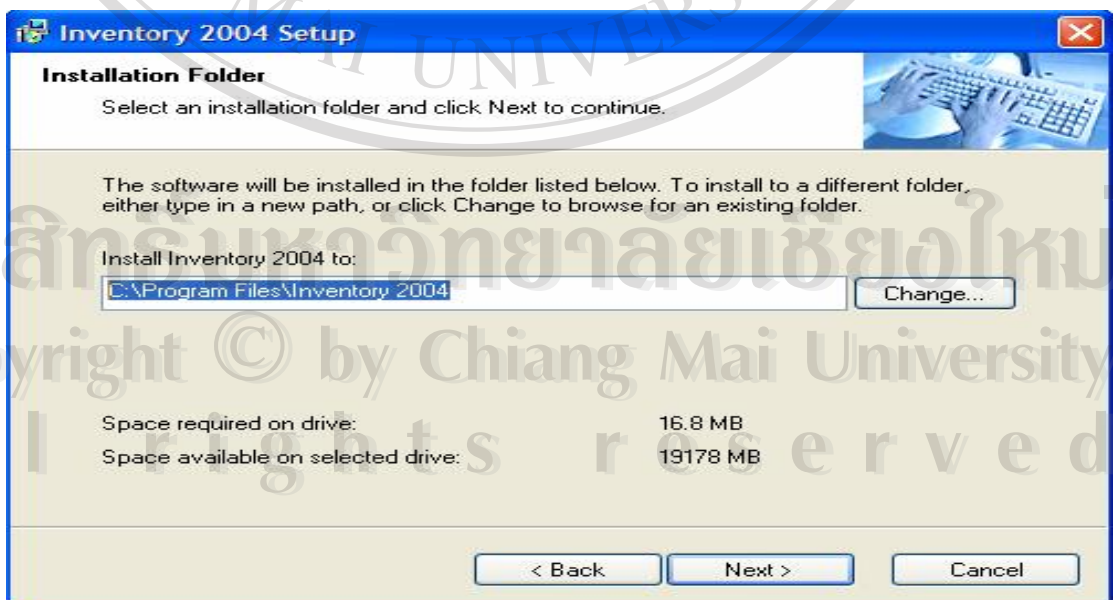 MAI UNIVERS
Inventory 2004 Setup
Installation Folder
Select an installation folder and click Next to continue.
The software will be installed in the folder listed below. To install to a different folder,
either type in a new path, or click Change to browse for an existing folder.
สิทธิ์มหาวิทยาลัยเชียงใหม่
Install Inventory 2004 to:
C:\Program Files\Inventory 2004
Change...
yright © by Chiang Mai University
Space required on drive: 16.8 MB
l rights reserved
Space available on selected drive: 19178 MB
< Back Next > Cancel